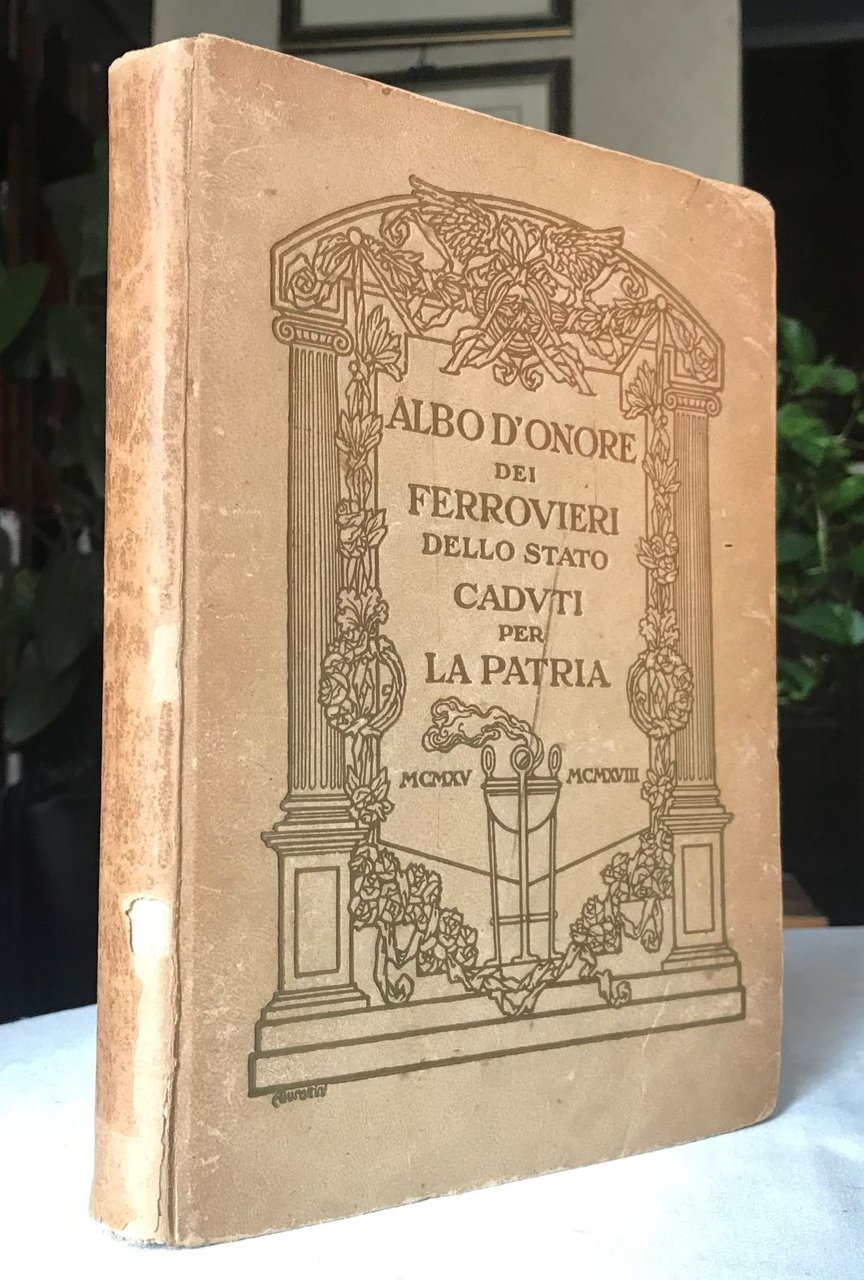 ALBO D'ONORE
DEI
FERROVIERI
DELLO STATO
CADVTI
PER
LA PATRIA
MCMXV MCMXVIII